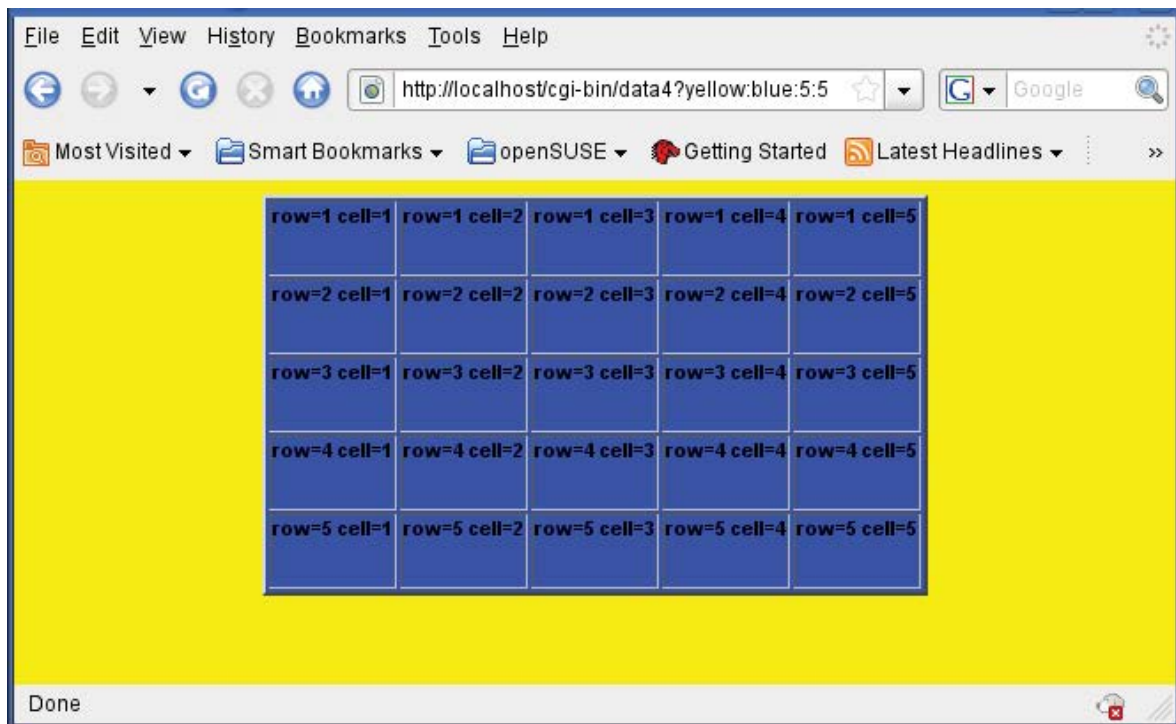 File Edit View History Bookmarks Tools Help
http://localhost/cgi-bin/data4?yellow:blue:5:5 G Google
Most Visited Smart Bookmarks openSUSE Getting Started Latest Headlines »
row=1 cell=1 row=1 cell=2 row=1 cell=3 row=1 cell=4 row=1 cell=5
row=2 cell=1 row=2 cell=2 row=2 cell=3 row=2 cell=4 row=2 cell=5
row=3 cell=1 row=3 cell=2 row=3 cell=3 row=3 cell=4 row=3 cell=5
row=4 cell=1 row=4 cell=2 row=4 cell=3 row=4 cell=4 row=4 cell=5
row=5 cell=1 row=5 cell=2 row=5 cell=3 row=5 cell=4 row=5 cell=5
Done